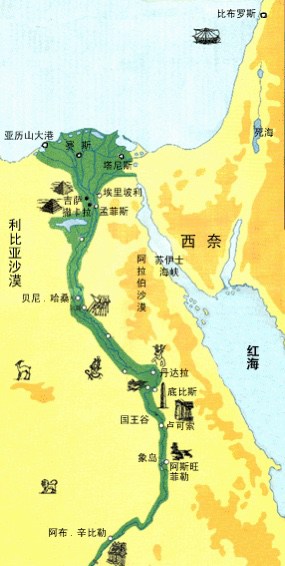 比布罗斯
亚历山大港
赛斯
死海
塔尼斯
埃里坡利
吉萨
撒卡拉
孟菲斯
利比亚沙漠
西奈
阿拉伯沙漠
苏伊士
海峡
贝尼．哈桑
红海
丹达拉
底比斯
国王谷
卢可索
象岛
阿斯旺
菲勒
阿布．辛比勒